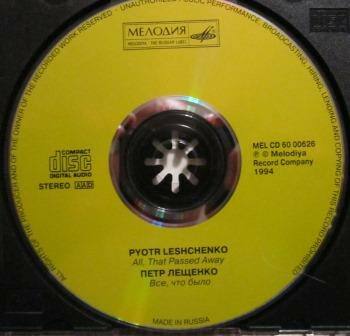 ALL RIGHTS OF THE PRODUCER AND OF THE OWNER OF THE RECORDED WORK RESERVED – UNAUTHORIZED PUBLIC PERFORMANCE, BROADCASTING, HIRING, LENDING AND COPYING OF THIS RECORD PROHIBITED
МЕЛОДИЯ
MELODIYA · THE RUSSIAN LABEL
COMPACT
disc
DIGITAL AUDIO
STEREO AAD
MEL CD 60 00626
℗ © Melodiya
Record Company
1994
PYOTR LESHCHENKO
All, That Passed Away
ПЕТР ЛЕЩЕНКО
Все, что было
MADE IN RUSSIA